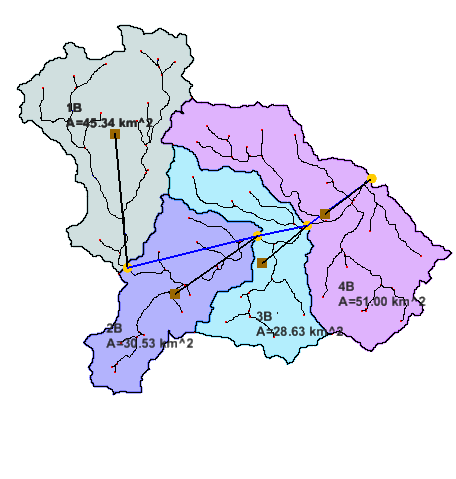 1B
A=45.34 km^2
4B
A=51.00 km^2
3B
A=28.63 km^2
2B
A=30.53 km^2